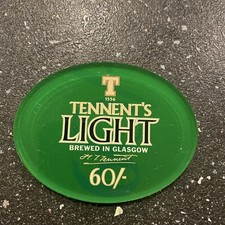 T
1556
TENNENT'S
LIGHT
BREWED IN GLASGOW
H. T. Tennent
60/-